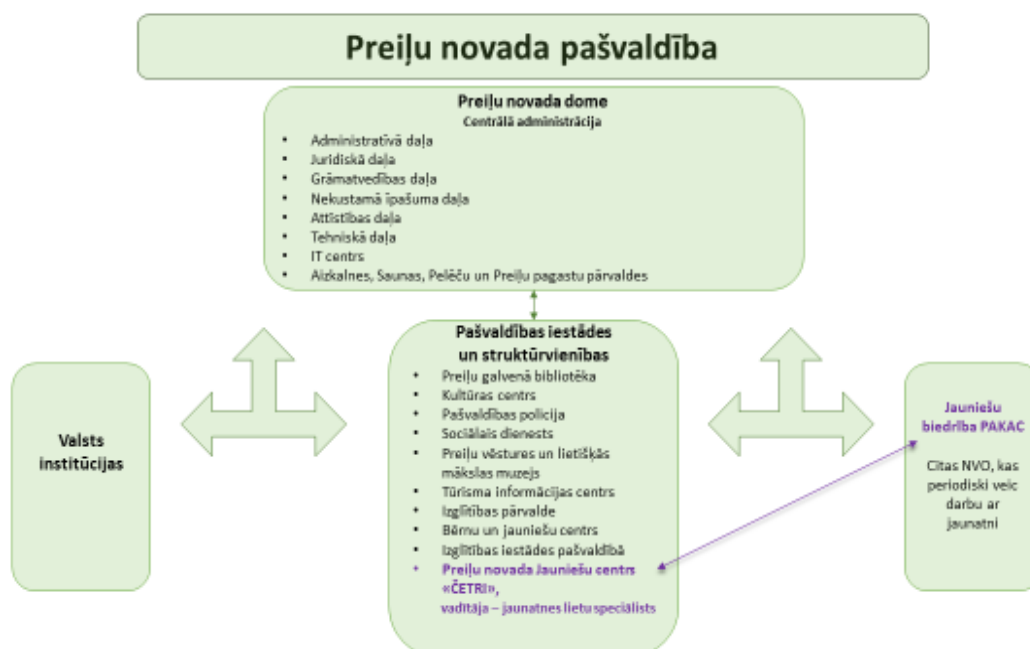 Preiļu novada pašvaldība
Preiļu novada dome
Centrālā administrācija
• Administratīvā daļa
• Juridiskā daļa
• Grāmatvedības daļa
• Nekustamā īpašuma daļa
• Attīstības daļa
• Tehniskā daļa
• IT centrs
• Aizkalnes, Saunas, Pelēču un Preiļu pagastu pārvaldes
Valsts
institūcijas
Pašvaldības iestādes
un struktūrvienības
• Preiļu galvenā bibliotēka
• Kultūras centrs
• Pašvaldības policija
• Sociālais dienests
• Preiļu vēstures un lietišķās
mākslas muzejs
• Tūrisma informācijas centrs
• Izglītības pārvalde
• Bērnu un jauniešu centrs
• Izglītības iestādes pašvaldībā
• Preiļu novada Jauniešu centrs
«ČETRI»,
vadītāja – jaunatnes lietu speciālists
Jauniešu
biedrība PAKAC
Citas NVO, kas
periodiski veic
darbu ar
jaunatni